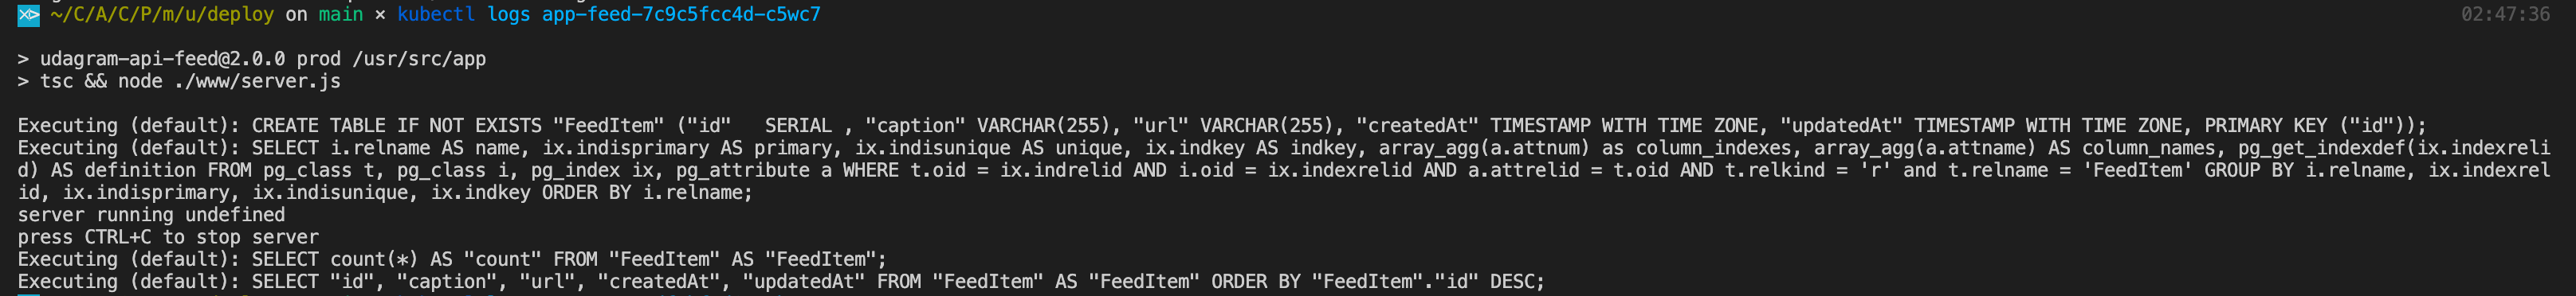 ~/C/A/C/P/m/u/deploy on main × kubectl logs app-feed-7c9c5fcc4d-c5wc7 02:47:36
> udagram-api-feed@2.0.0 prod /usr/src/app
> tsc && node ./www/server.js
Executing (default): CREATE TABLE IF NOT EXISTS "FeedItem" ("id"   SERIAL , "caption" VARCHAR(255), "url" VARCHAR(255), "createdAt" TIMESTAMP WITH TIME ZONE, "updatedAt" TIMESTAMP WITH TIME ZONE, PRIMARY KEY ("id"));
Executing (default): SELECT i.relname AS name, ix.indisprimary AS primary, ix.indisunique AS unique, ix.indkey AS indkey, array_agg(a.attnum) as column_indexes, array_agg(a.attname) AS column_names, pg_get_indexdef(ix.indexreli
d) AS definition FROM pg_class t, pg_class i, pg_index ix, pg_attribute a WHERE t.oid = ix.indrelid AND i.oid = ix.indexrelid AND a.attrelid = t.oid AND t.relkind = 'r' and t.relname = 'FeedItem' GROUP BY i.relname, ix.indexrel
id, ix.indisprimary, ix.indisunique, ix.indkey ORDER BY i.relname;
server running undefined
press CTRL+C to stop server
Executing (default): SELECT count(*) AS "count" FROM "FeedItem" AS "FeedItem";
Executing (default): SELECT "id", "caption", "url", "createdAt", "updatedAt" FROM "FeedItem" AS "FeedItem" ORDER BY "FeedItem"."id" DESC;